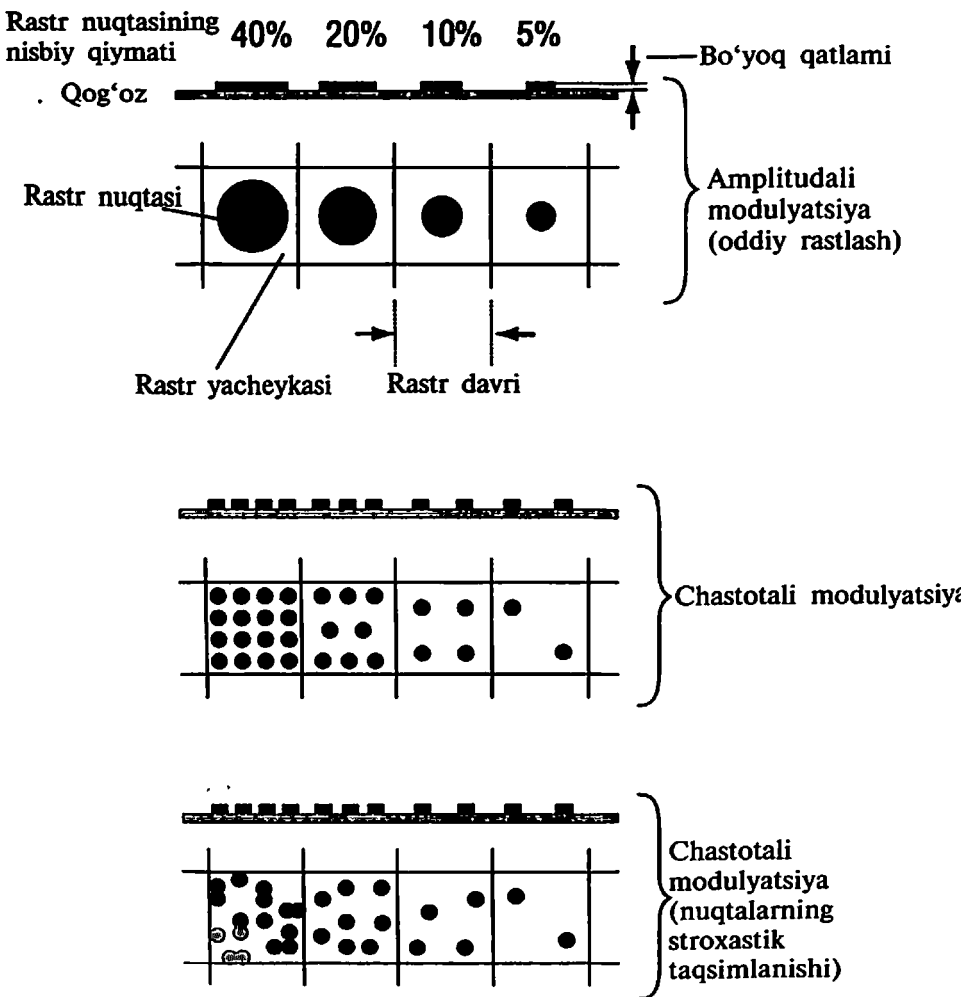 Rastr nuqtasining
nisbiy qiymati
40% 20% 10% 5%
Bo‘yoq qatlami
Qog‘oz
Rastr nuqtasi
Amplitudali
modulyatsiya
(oddiy rastlash)
Rastr yacheykasi
Rastr davri
Chastotali modulyatsiya
Chastotali
modulyatsiya
(nuqtalarning
stroxastik
taqsimlanishi)